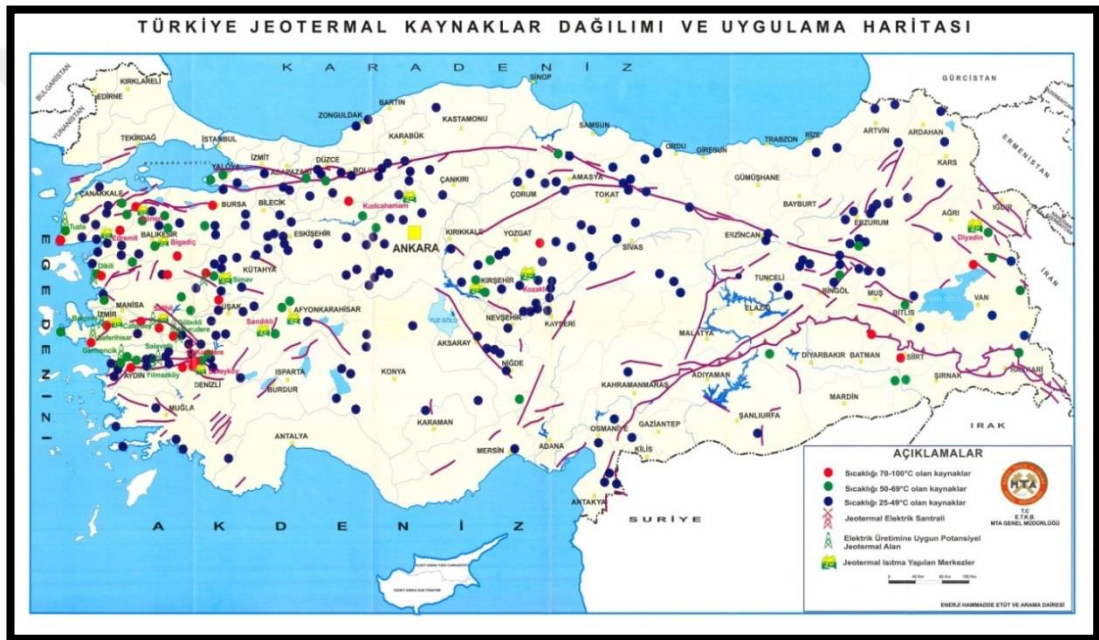 TÜRKİYE JEOTERMAL KAYNAKLAR DAĞILIMI VE UYGULAMA HARİTASI
KARADENİZ
BULGARİSTAN
YUNANİSTAN
GÜRCİSTAN
ERMENİSTAN
İRAN
IRAK
SURİYE
AKDENİZ
EGE DENİZİ
KIRKLARELİ
EDİRNE
TEKİRDAĞ
İSTANBUL
ZONGULDAK
BARTIN
KARABÜK
KASTAMONU
SİNOP
SAMSUN
ORDU
GİRESUN
TRABZON
RİZE
ARTVİN
ARDAHAN
KARS
ÇANAKKALE
YALOVA
İZMİT
ADAPAZARI
DÜZCE
BOLU
ÇANKIRI
ÇORUM
AMASYA
TOKAT
GÜMÜŞHANE
BAYBURT
ERZURUM
AĞRI
IĞDIR
BURSA
BİLECİK
Kızılcahamam
Tuzla
Edremit
BALIKESİR
Bigadiç
ESKİŞEHİR
ANKARA
KIRIKKALE
YOZGAT
SİVAS
ERZİNCAN
Diyadin
Dikili
KÜTAHYA
Simav
KIRŞEHİR
Kozaklı
TUNCELİ
BİNGÖL
MUŞ
VAN
BİTLİS
MANİSA
İZMİR
UŞAK
AFYONKARAHİSAR
Sandıklı
TUZ GÖLÜ
NEVŞEHİR
KAYSERİ
ELAZIĞ
MALATYA
Seferihisar
Germencik
Salavatlı
AKSARAY
NİĞDE
DİYARBAKIR
BATMAN
SİİRT
AYDIN
Yılmazköy
DENİZLİ
Sarayköy
ISPARTA
BURDUR
KONYA
KAHRAMANMARAŞ
ADIYAMAN
ŞIRNAK
HAKKARİ
MARDİN
MUĞLA
ANTALYA
KARAMAN
MERSİN
ADANA
OSMANİYE
GAZİANTEP
ŞANLIURFA
KİLİS
ANTAKYA
AÇIKLAMALAR
Sıcaklığı 70-100°C olan kaynaklar
Sıcaklığı 50-69°C olan kaynaklar
Sıcaklığı 25-49°C olan kaynaklar
Jeotermal Elektrik Santrali
Elektrik Üretimine Uygun Potansiyel
Jeotermal Alan
Jeotermal Isıtma Yapılan Merkezler
MTA
T.C
E.T.K.B.
MTA GENEL MÜDÜRLÜĞÜ
ENERJİ HAMMADDE ETÜT VE ARAMA DAİRESİ